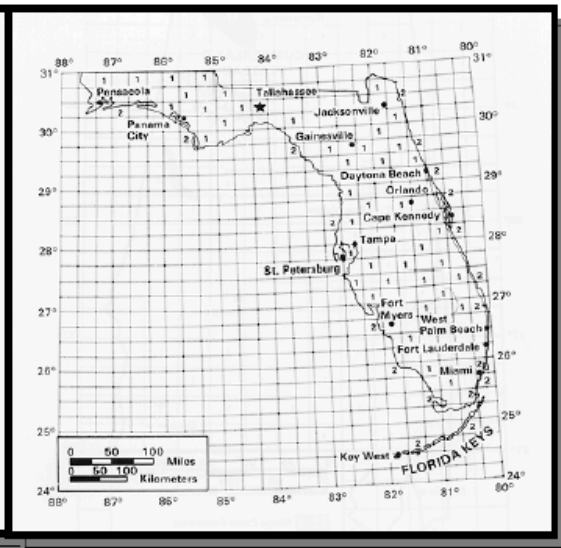 88° 87° 86° 85° 84° 83° 82° 81° 80°
31° 31°
Pensacola
Tallahassee
Jacksonville
30° 30°
Panama
City
Gainesville
29° 29°
Daytona Beach
Orlando
Cape Kennedy
28° 28°
Tampa
St. Petersburg
27° 27°
Fort
Myers
West
Palm Beach
Fort Lauderdale
26° 26°
Miami
25° 25°
Key West
FLORIDA KEYS
0 50 100
Miles
0 50 100
Kilometers
24° 24°
88° 87° 86° 85° 84° 83° 82° 81° 80°